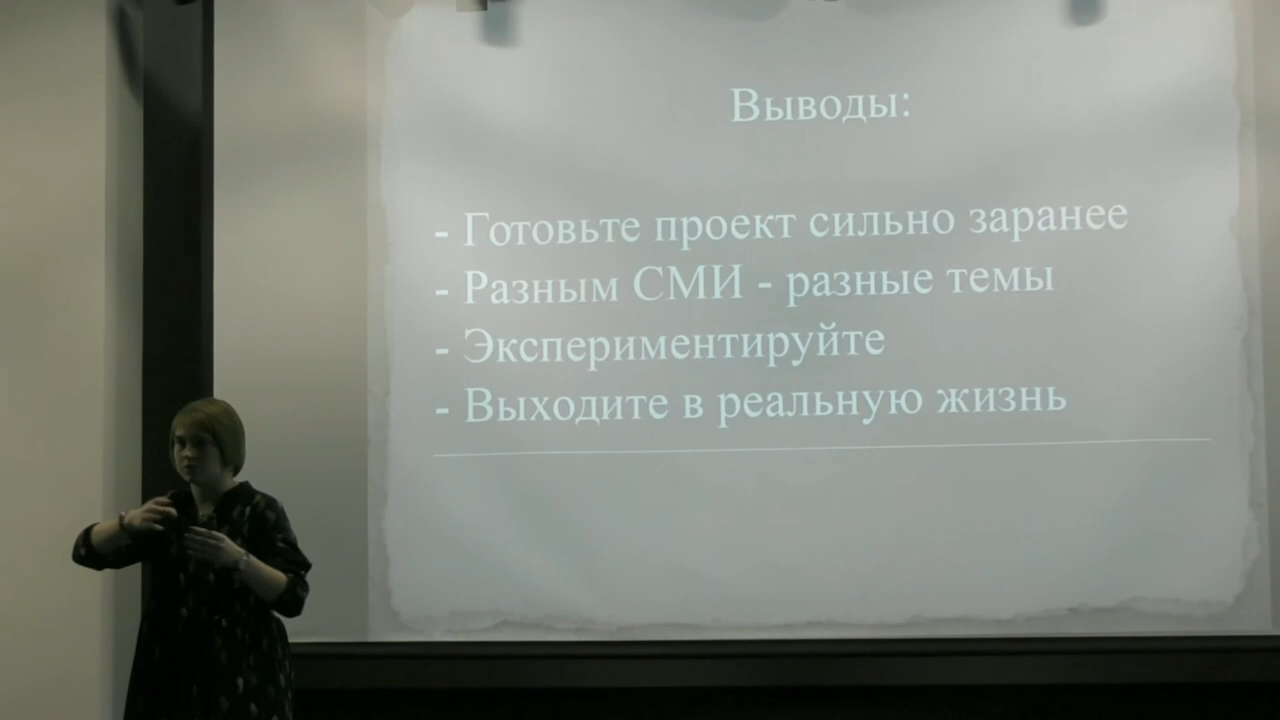 Выводы:
- Готовьте проект сильно заранее
- Разным СМИ - разные темы
- Экспериментируйте
- Выходите в реальную жизнь